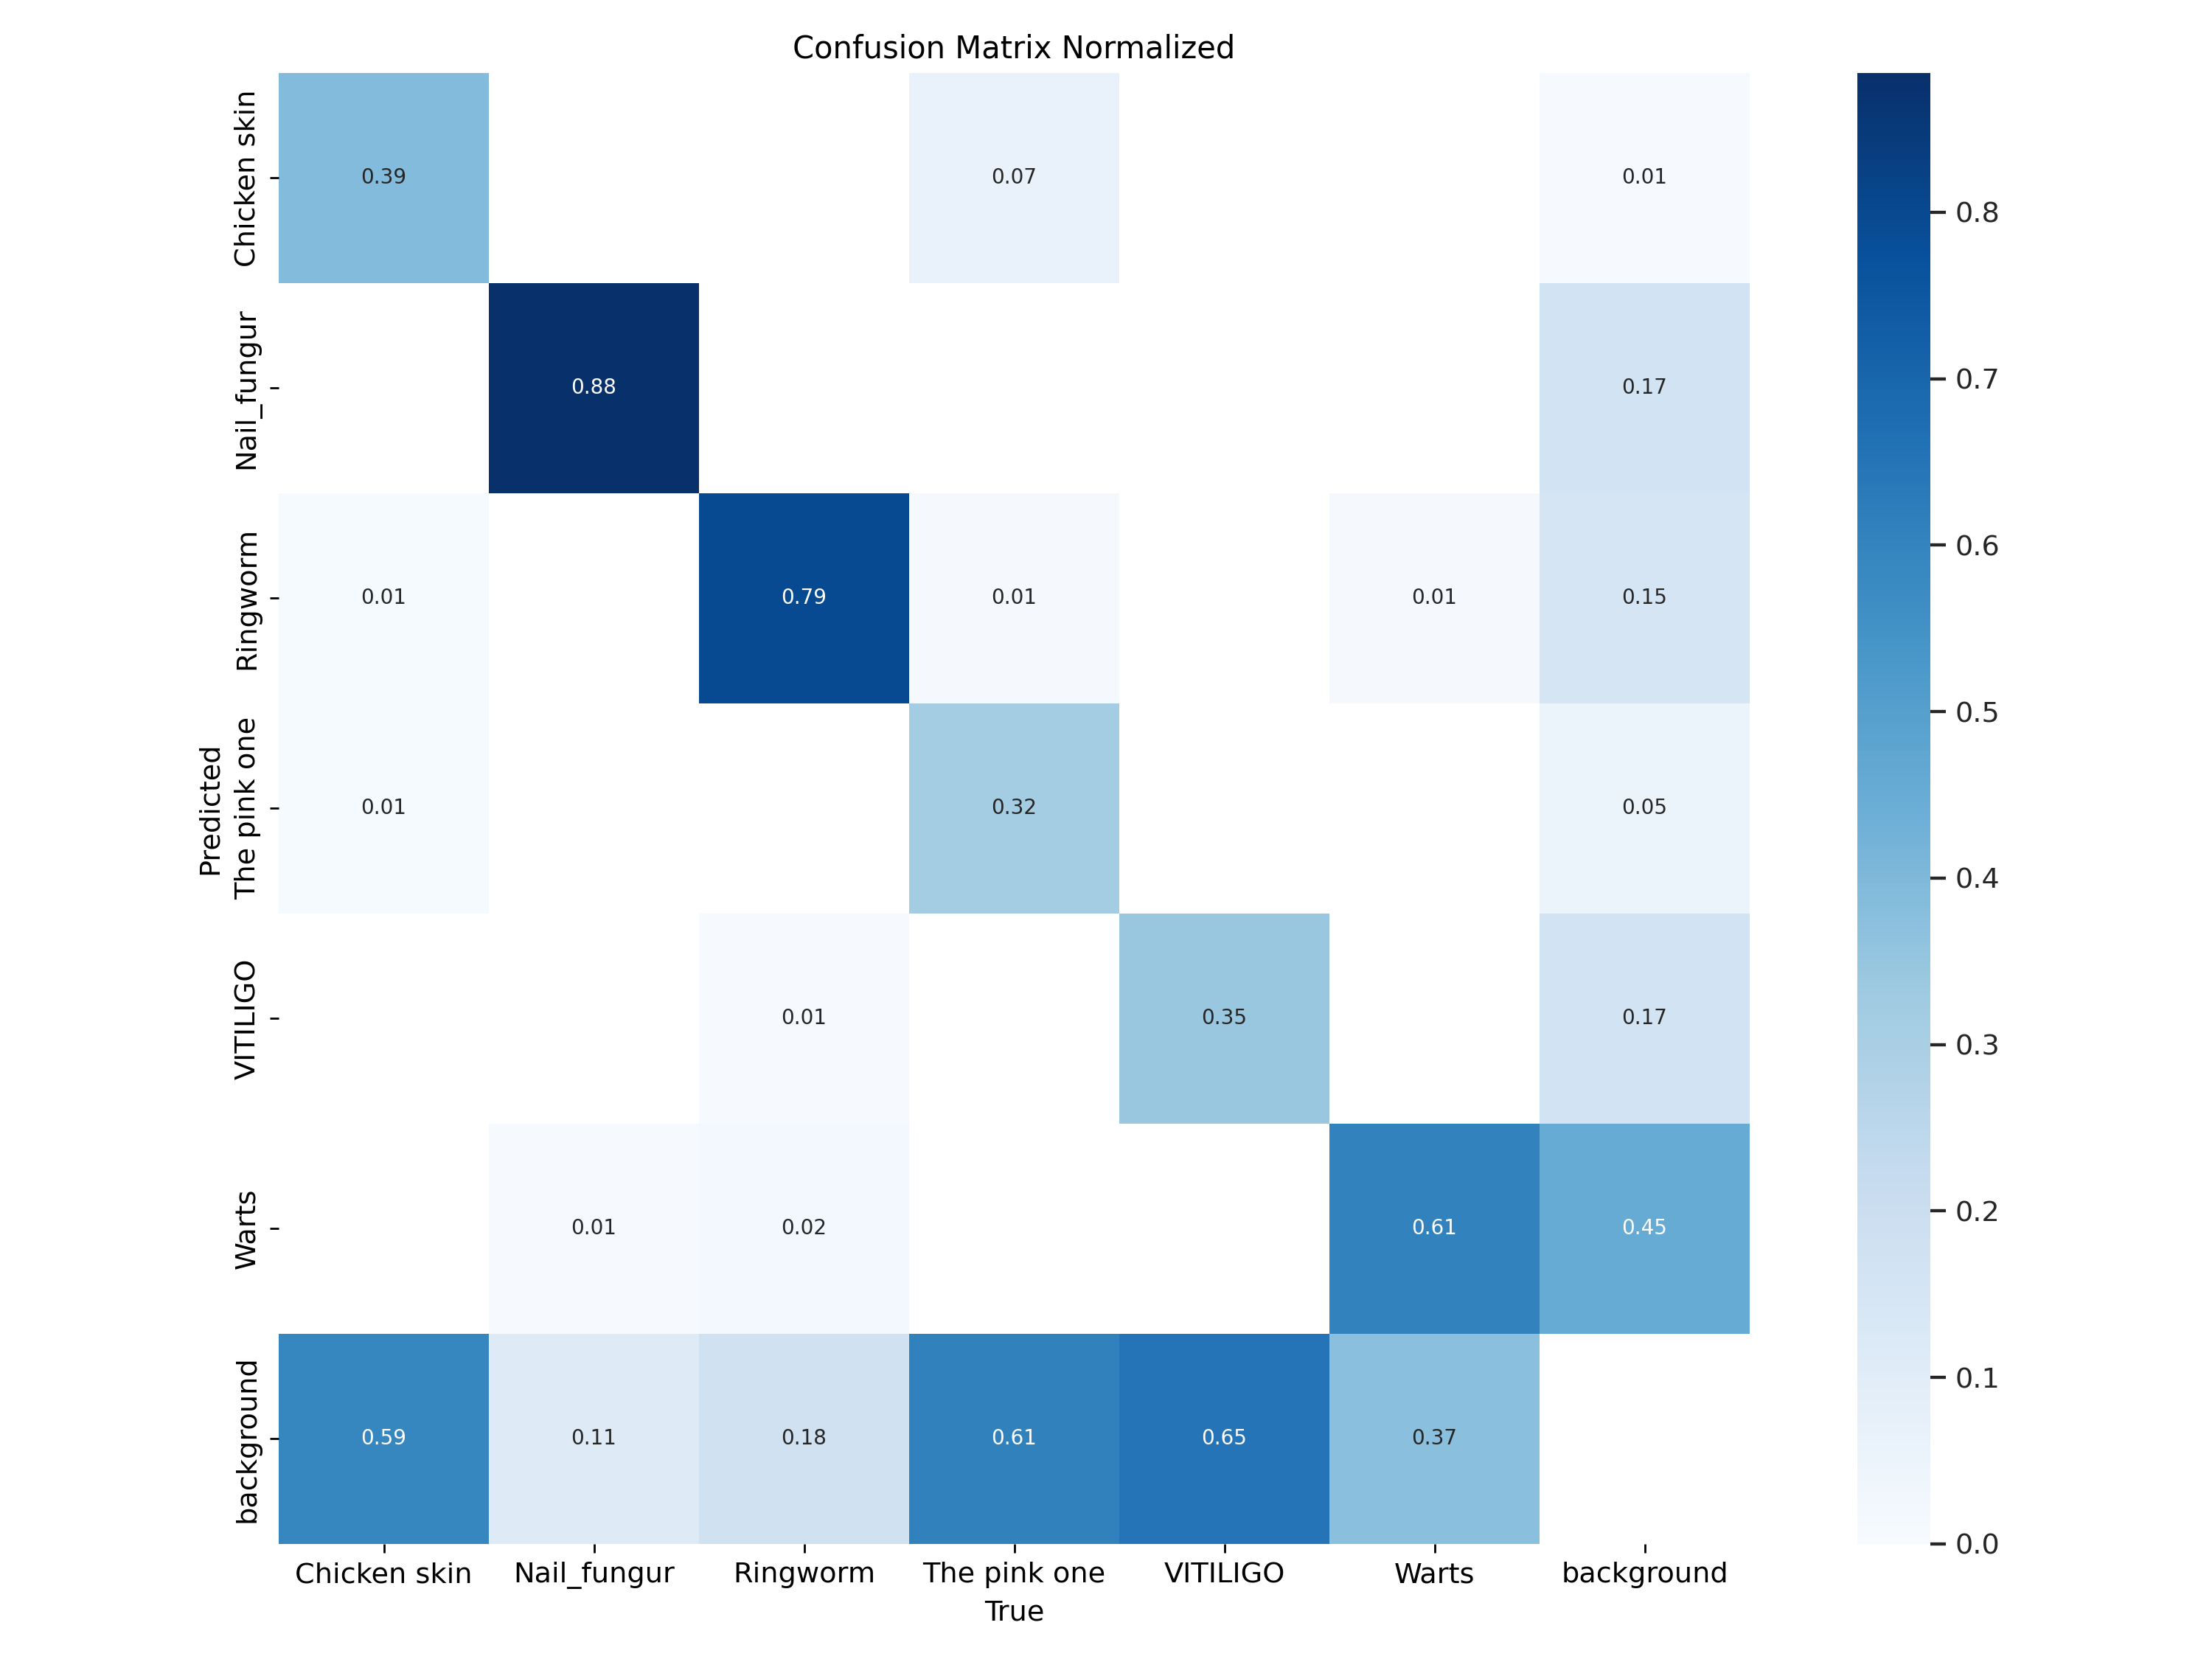 Confusion Matrix Normalized
Predicted
Chicken skin
0.39
0.07
0.01
Nail_fungur
0.88
0.17
Ringworm
0.01
0.79
0.01
0.01
0.15
The pink one
0.01
0.32
0.05
VITILIGO
0.01
0.35
0.17
Warts
0.01
0.02
0.61
0.45
background
0.59
0.11
0.18
0.61
0.65
0.37
Chicken skin
Nail_fungur
Ringworm
The pink one
VITILIGO
Warts
background
True
0.8
0.7
0.6
0.5
0.4
0.3
0.2
0.1
0.0